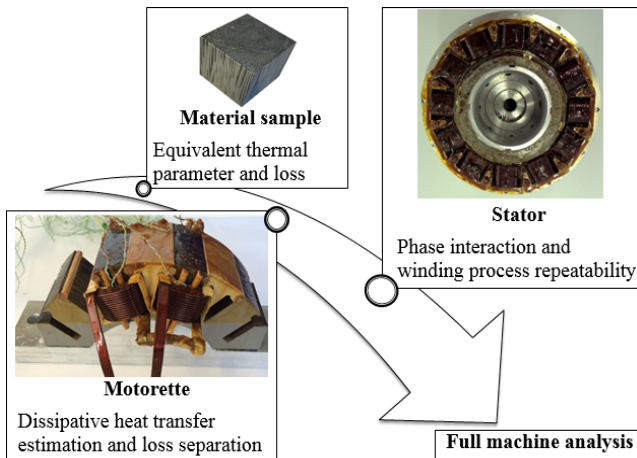 Material sample
Equivalent thermal
parameter and loss
Stator
Phase interaction and
winding process repeatability
Motorette
Dissipative heat transfer
estimation and loss separation
Full machine analysis